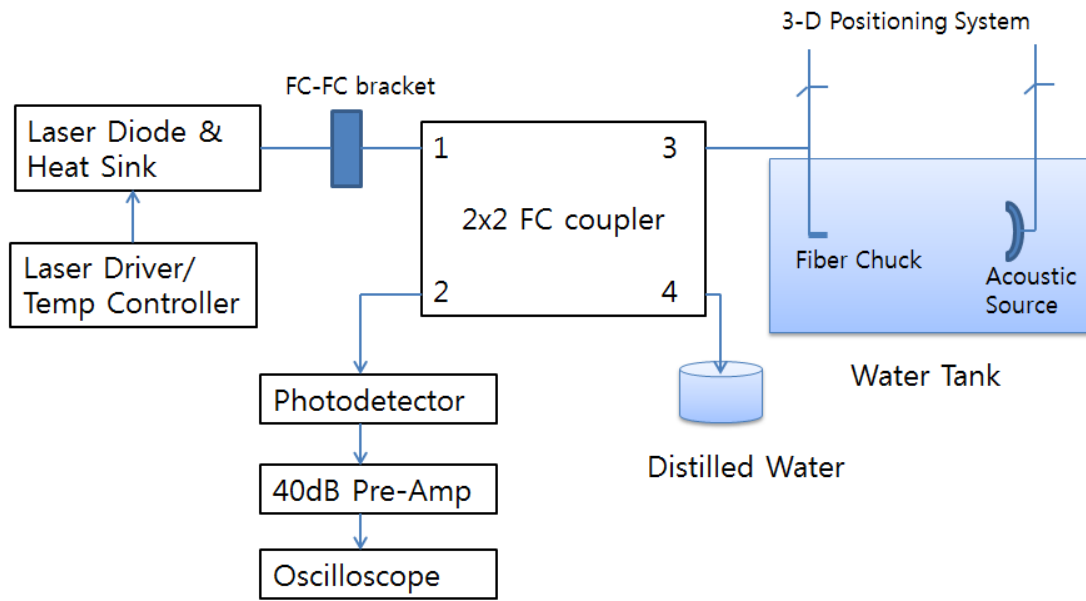 3-D Positioning System
FC-FC bracket
Laser Diode &
Heat Sink
1
3
2x2 FC coupler
Laser Driver/
Temp Controller
2
4
Fiber Chuck
Acoustic
Source
Water Tank
Photodetector
Distilled Water
40dB Pre-Amp
Oscilloscope